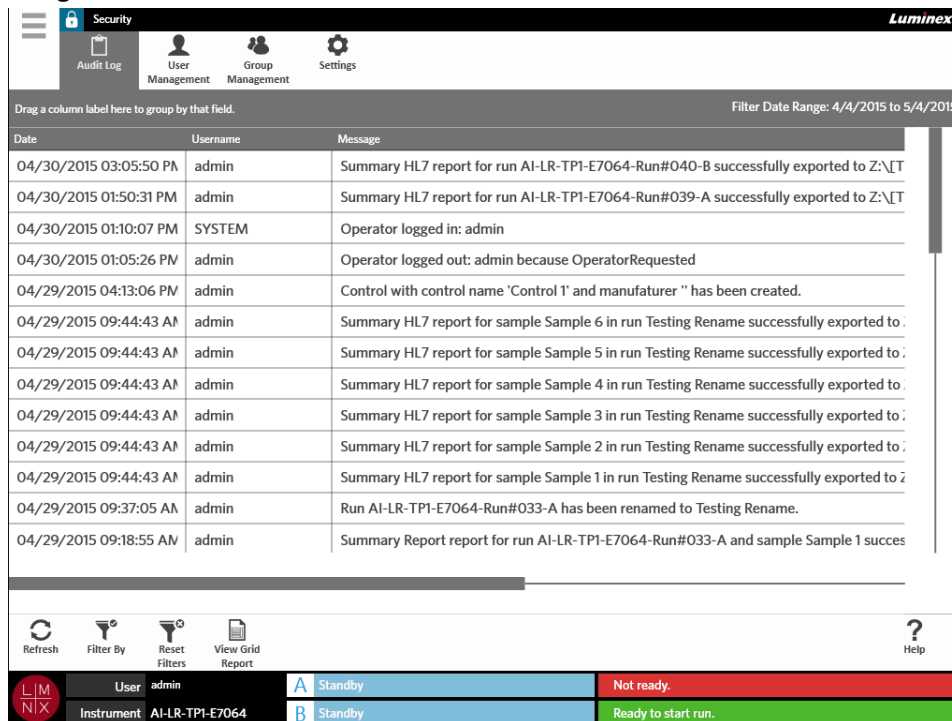 Security
Luminex
Audit Log
User Management
Group Management
Settings
Drag a column label here to group by that field.
Filter Date Range: 4/4/2015 to 5/4/2015
Date Username Message
04/30/2015 03:05:50 PM admin Summary HL7 report for run AI-LR-TP1-E7064-Run#040-B successfully exported to Z:\[T
04/30/2015 01:50:31 PM admin Summary HL7 report for run AI-LR-TP1-E7064-Run#039-A successfully exported to Z:\[T
04/30/2015 01:10:07 PM SYSTEM Operator logged in: admin
04/30/2015 01:05:26 PM admin Operator logged out: admin because OperatorRequested
04/29/2015 04:13:06 PM admin Control with control name 'Control 1' and manufaturer '' has been created.
04/29/2015 09:44:43 AM admin Summary HL7 report for sample Sample 6 in run Testing Rename successfully exported to
04/29/2015 09:44:43 AM admin Summary HL7 report for sample Sample 5 in run Testing Rename successfully exported to
04/29/2015 09:44:43 AM admin Summary HL7 report for sample Sample 4 in run Testing Rename successfully exported to
04/29/2015 09:44:43 AM admin Summary HL7 report for sample Sample 3 in run Testing Rename successfully exported to
04/29/2015 09:44:43 AM admin Summary HL7 report for sample Sample 2 in run Testing Rename successfully exported to
04/29/2015 09:44:43 AM admin Summary HL7 report for sample Sample 1 in run Testing Rename successfully exported to Z
04/29/2015 09:37:05 AM admin Run AI-LR-TP1-E7064-Run#033-A has been renamed to Testing Rename.
04/29/2015 09:18:55 AM admin Summary Report report for run AI-LR-TP1-E7064-Run#033-A and sample Sample 1 succes
Refresh
Filter By
Reset Filters
View Grid Report
? Help
LMNX
User admin A Standby Not ready.
Instrument AI-LR-TP1-E7064 B Standby Ready to start run.